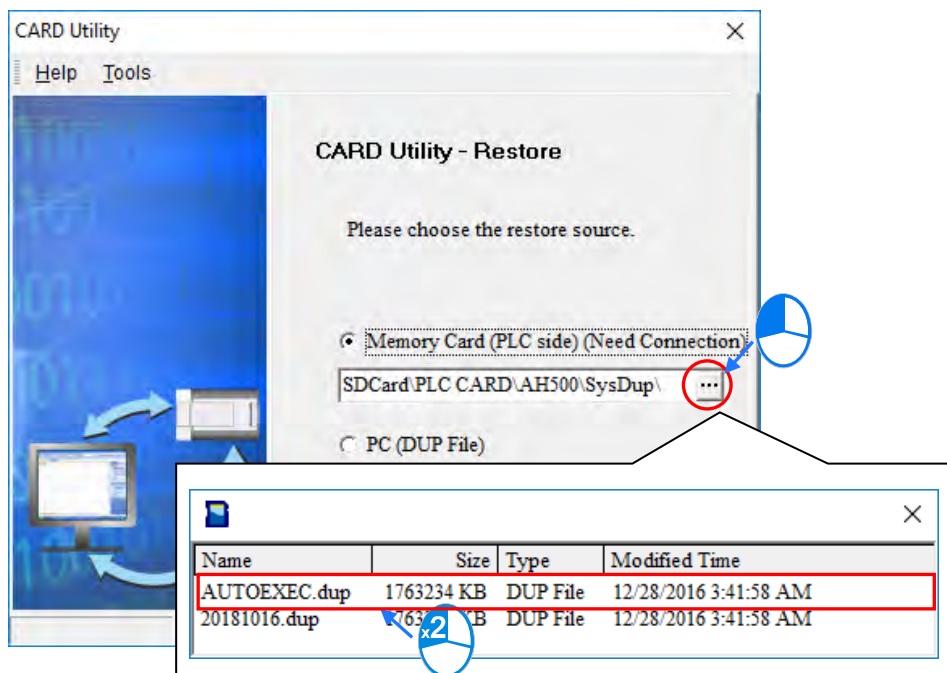 CARD Utility
Help Tools
CARD Utility - Restore
Please choose the restore source.
Memory Card (PLC side) (Need Connection)
SDCard\PLC CARD\AH500\SysDup\ ...
PC (DUP File)
Name Size Type Modified Time
AUTOEXEC.dup 1763234 KB DUP File 12/28/2016 3:41:58 AM
20181016.dup DUP File 12/28/2016 3:41:58 AM
x2